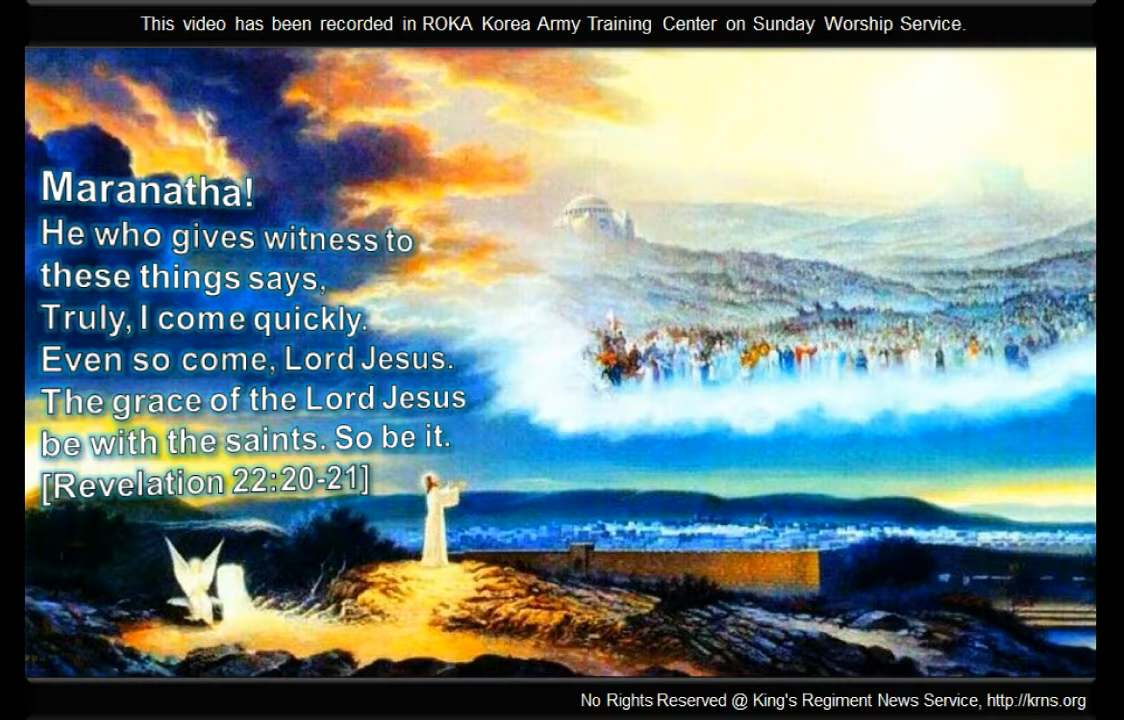 This video has been recorded in ROKA Korea Army Training Center on Sunday Worship Service.
Maranatha!
He who gives witness to
these things says,
Truly, I come quickly.
Even so come, Lord Jesus.
The grace of the Lord Jesus
be with the saints. So be it.
[Revelation 22:20-21]
No Rights Reserved @ King's Regiment News Service, http://krns.org